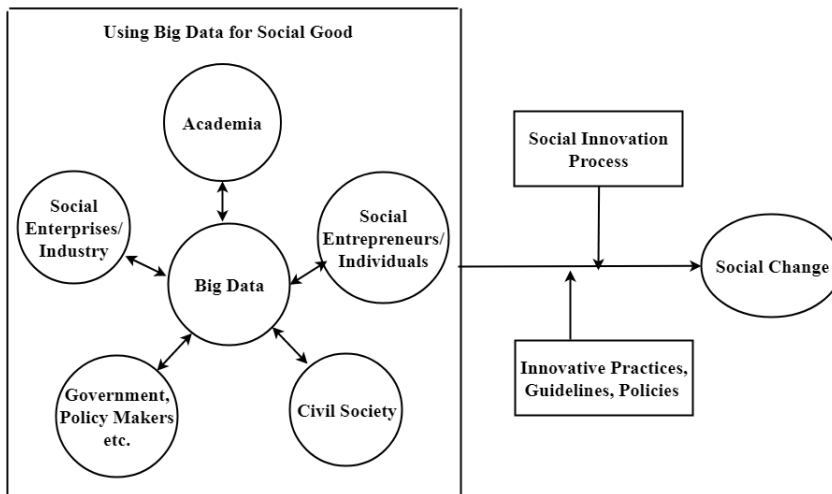 Using Big Data for Social Good
Academia
Social
Enterprises/
Industry
Social
Entrepreneurs/
Individuals
Big Data
Government,
Policy Makers
etc.
Civil Society
Social Innovation
Process
Social Change
Innovative Practices,
Guidelines, Policies